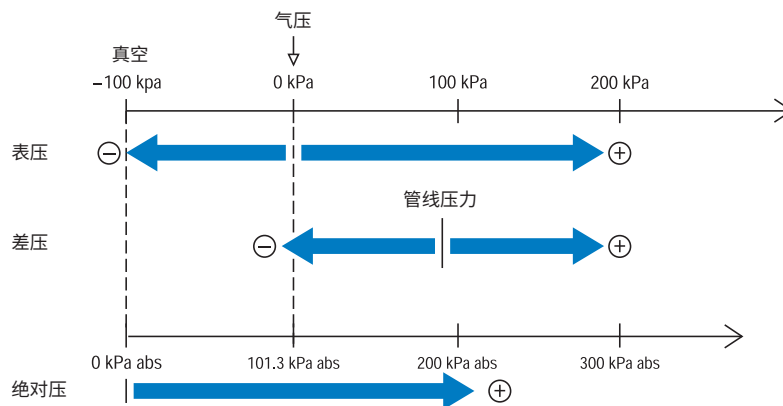 气压
真空
–100 kpa 0 kPa 100 kPa 200 kPa
表压 − +
管线压力
差压 − +
0 kPa abs 101.3 kPa abs 200 kPa abs 300 kPa abs
绝对压 +